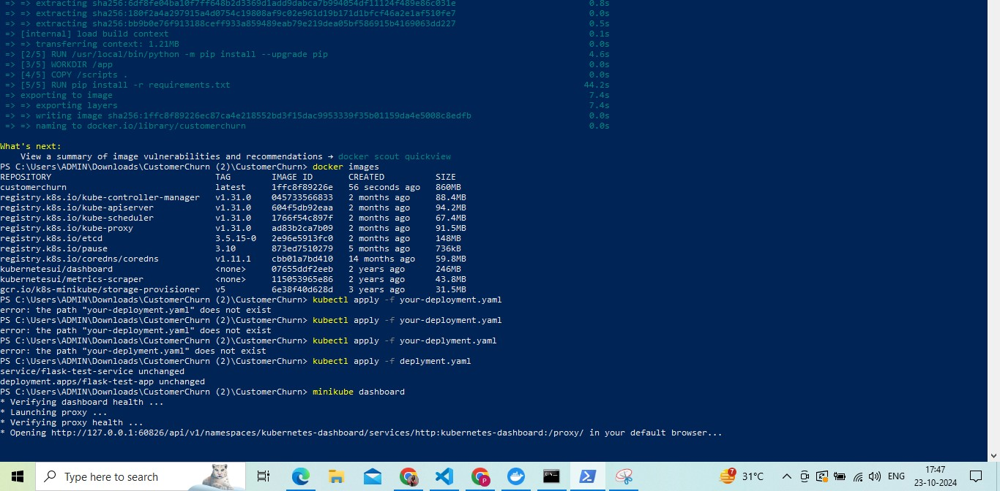 => => extracting sha256:6df8fe04ba10f7ff648b2d3369d1add9dabca7b994054df11124f489e86c031e 0.8s
=> => extracting sha256:180f2a4a297915a4d0754c19808af9c02e961d19b171d1bfcf46a2e1af510fe7 0.0s
=> => extracting sha256:bb9b0e76f913188ceff933a859489eab79e219dea05bf586915b4169063dd227 0.5s
=> [internal] load build context 0.1s
=> => transferring context: 1.21MB 0.0s
=> [2/5] RUN /usr/local/bin/python -m pip install --upgrade pip 4.6s
=> [3/5] WORKDIR /app 0.0s
=> [4/5] COPY /scripts . 0.0s
=> [5/5] RUN pip install -r requirements.txt 44.2s
=> exporting to image 7.4s
=> => exporting layers 7.4s
=> => writing image sha256:1ffc8f89226ec87ca4e218552bd3f15dac9953339f35b01159da4e5008c8edfb 0.0s
=> => naming to docker.io/library/customerchurn 0.0s
What's next:
View a summary of image vulnerabilities and recommendations → docker scout quickview
PS C:\Users\ADMIN\Downloads\CustomerChurn (2)\CustomerChurn> docker images
REPOSITORY TAG IMAGE ID CREATED SIZE
customerchurn latest 1ffc8f89226e 56 seconds ago 860MB
registry.k8s.io/kube-controller-manager v1.31.0 045733566833 2 months ago 88.4MB
registry.k8s.io/kube-apiserver v1.31.0 604f5db92eaa 2 months ago 94.2MB
registry.k8s.io/kube-scheduler v1.31.0 1766f54c897f 2 months ago 67.4MB
registry.k8s.io/kube-proxy v1.31.0 ad83b2ca7b09 2 months ago 91.5MB
registry.k8s.io/etcd 3.5.15-0 2e96e5913fc0 2 months ago 148MB
registry.k8s.io/pause 3.10 873ed7510279 5 months ago 736kB
registry.k8s.io/coredns/coredns v1.11.1 cbb01a7bd410 14 months ago 59.8MB
kubernetesui/dashboard <none> 07655ddf2eeb 2 years ago 246MB
kubernetesui/metrics-scraper <none> 115053965e86 2 years ago 43.8MB
gcr.io/k8s-minikube/storage-provisioner v5 6e38f40d628d 3 years ago 31.5MB
PS C:\Users\ADMIN\Downloads\CustomerChurn (2)\CustomerChurn> kubectl apply -f your-deployment.yaml
error: the path "your-deployment.yaml" does not exist
PS C:\Users\ADMIN\Downloads\CustomerChurn (2)\CustomerChurn> kubectl apply -f your-deployment.yaml
error: the path "your-deployment.yaml" does not exist
PS C:\Users\ADMIN\Downloads\CustomerChurn (2)\CustomerChurn> kubectl apply -f your-deplyment.yaml
error: the path "your-deplyment.yaml" does not exist
PS C:\Users\ADMIN\Downloads\CustomerChurn (2)\CustomerChurn> kubectl apply -f deplyment.yaml
service/flask-test-service unchanged
deployment.apps/flask-test-app unchanged
PS C:\Users\ADMIN\Downloads\CustomerChurn (2)\CustomerChurn> minikube dashboard
* Verifying dashboard health ...
* Launching proxy ...
* Verifying proxy health ...
* Opening http://127.0.0.1:60826/api/v1/namespaces/kubernetes-dashboard/services/http:kubernetes-dashboard:/proxy/ in your default browser...
Type here to search
31°C
ENG
17:47
23-10-2024